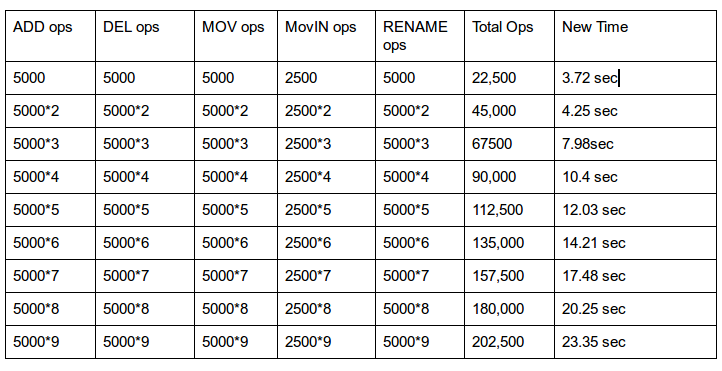 ADD ops DEL ops MOV ops MovIN ops RENAME ops Total Ops New Time
5000 5000 5000 2500 5000 22,500 3.72 sec
5000*2 5000*2 5000*2 2500*2 5000*2 45,000 4.25 sec
5000*3 5000*3 5000*3 2500*3 5000*3 67500 7.98sec
5000*4 5000*4 5000*4 2500*4 5000*4 90,000 10.4 sec
5000*5 5000*5 5000*5 2500*5 5000*5 112,500 12.03 sec
5000*6 5000*6 5000*6 2500*6 5000*6 135,000 14.21 sec
5000*7 5000*7 5000*7 2500*7 5000*7 157,500 17.48 sec
5000*8 5000*8 5000*8 2500*8 5000*8 180,000 20.25 sec
5000*9 5000*9 5000*9 2500*9 5000*9 202,500 23.35 sec